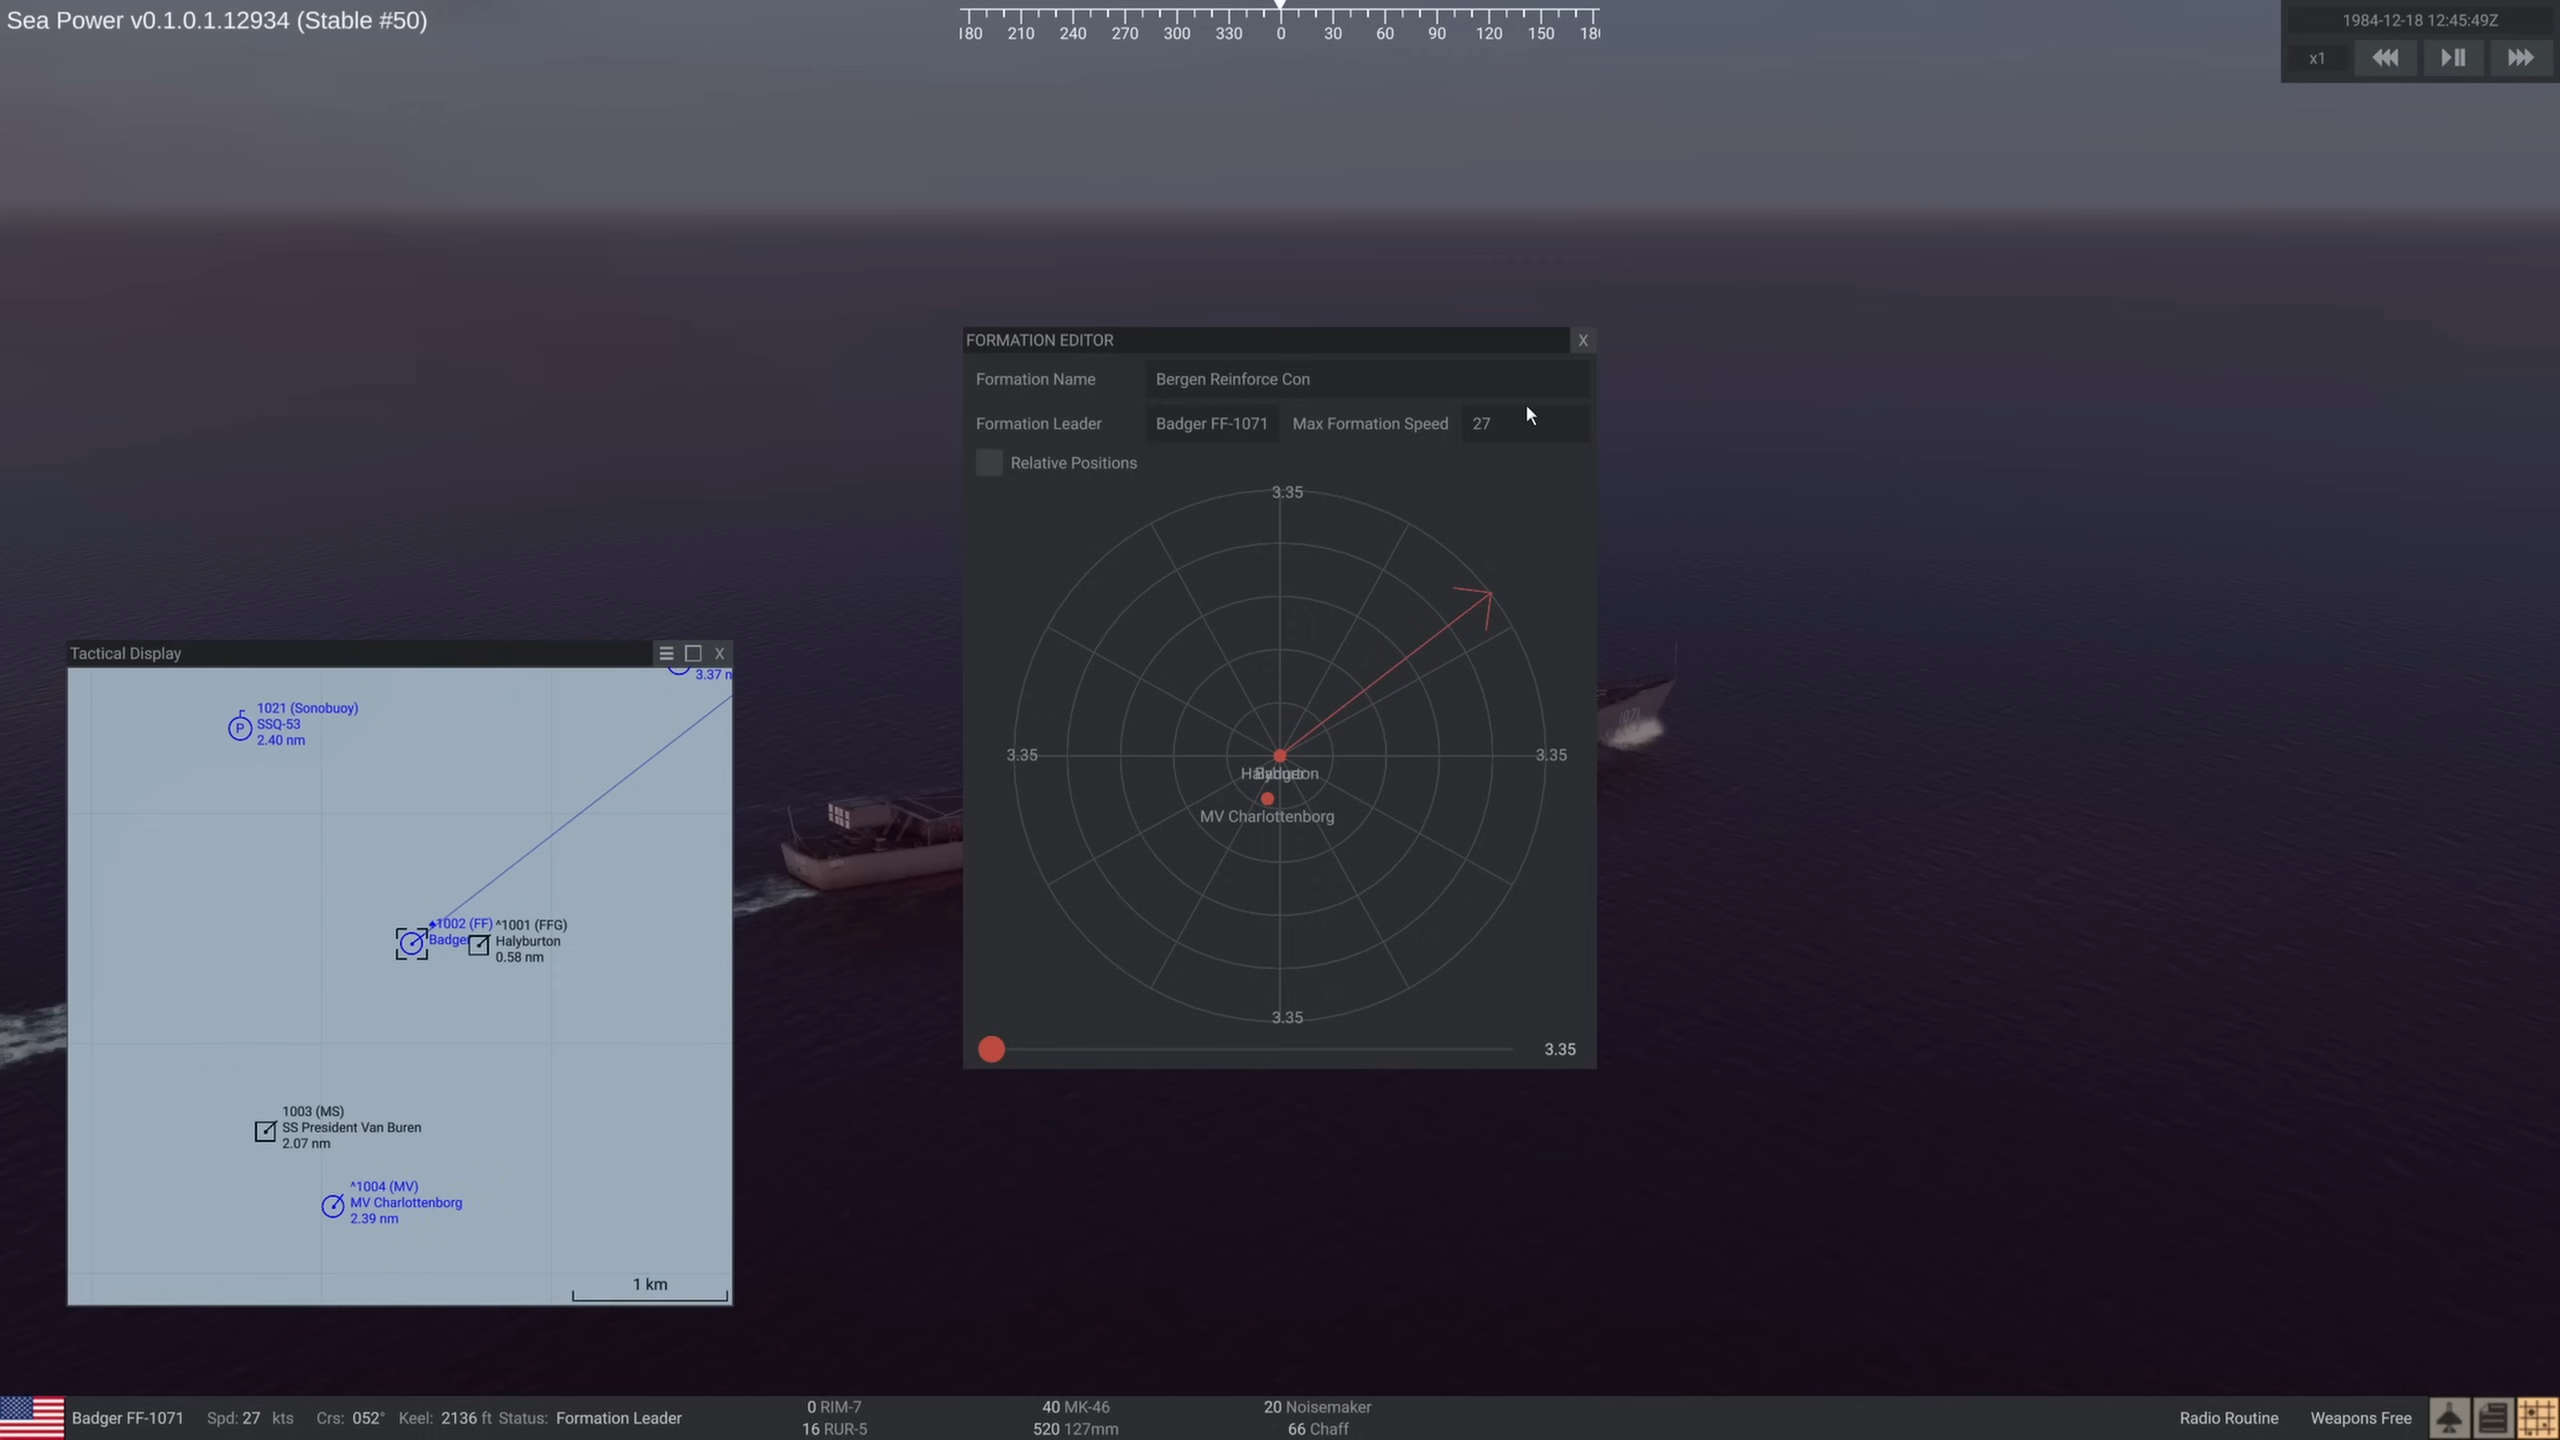 Sea Power v0.1.0.1.12934 (Stable #50)
180 210 240 270 300 330 0 30 60 90 120 150
1984-12-18 12:45:49Z
x1
FORMATION EDITOR X
Formation Name Bergen Reinforce Con
Formation Leader Badger FF-1071 Max Formation Speed 27
Relative Positions
3.35
3.35 3.35
MV Charlottenborg
3.35
3.35
Tactical Display X
3.37 n
1021 (Sonobuoy)
P SSQ-53
2.40 nm
1002 (FF) ^1001 (FFG)
Badger Halyburton
0.58 nm
1003 (MS)
SS President Van Buren
2.07 nm
^1004 (MV)
MV Charlottenborg
2.39 nm
1 km
1071
Badger FF-1071 Spd: 27 kts Crs: 052° Keel: 2136 ft Status: Formation Leader
0 RIM-7 40 MK-46 20 Noisemaker
16 RUR-5 520 127mm 66 Chaff
Radio Routine Weapons Free